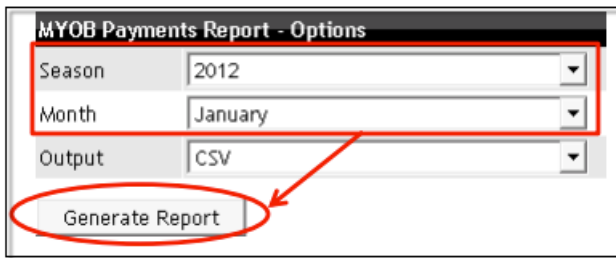 MYOB Payments Report - Options
Season 2012
Month January
Output CSV
Generate Report